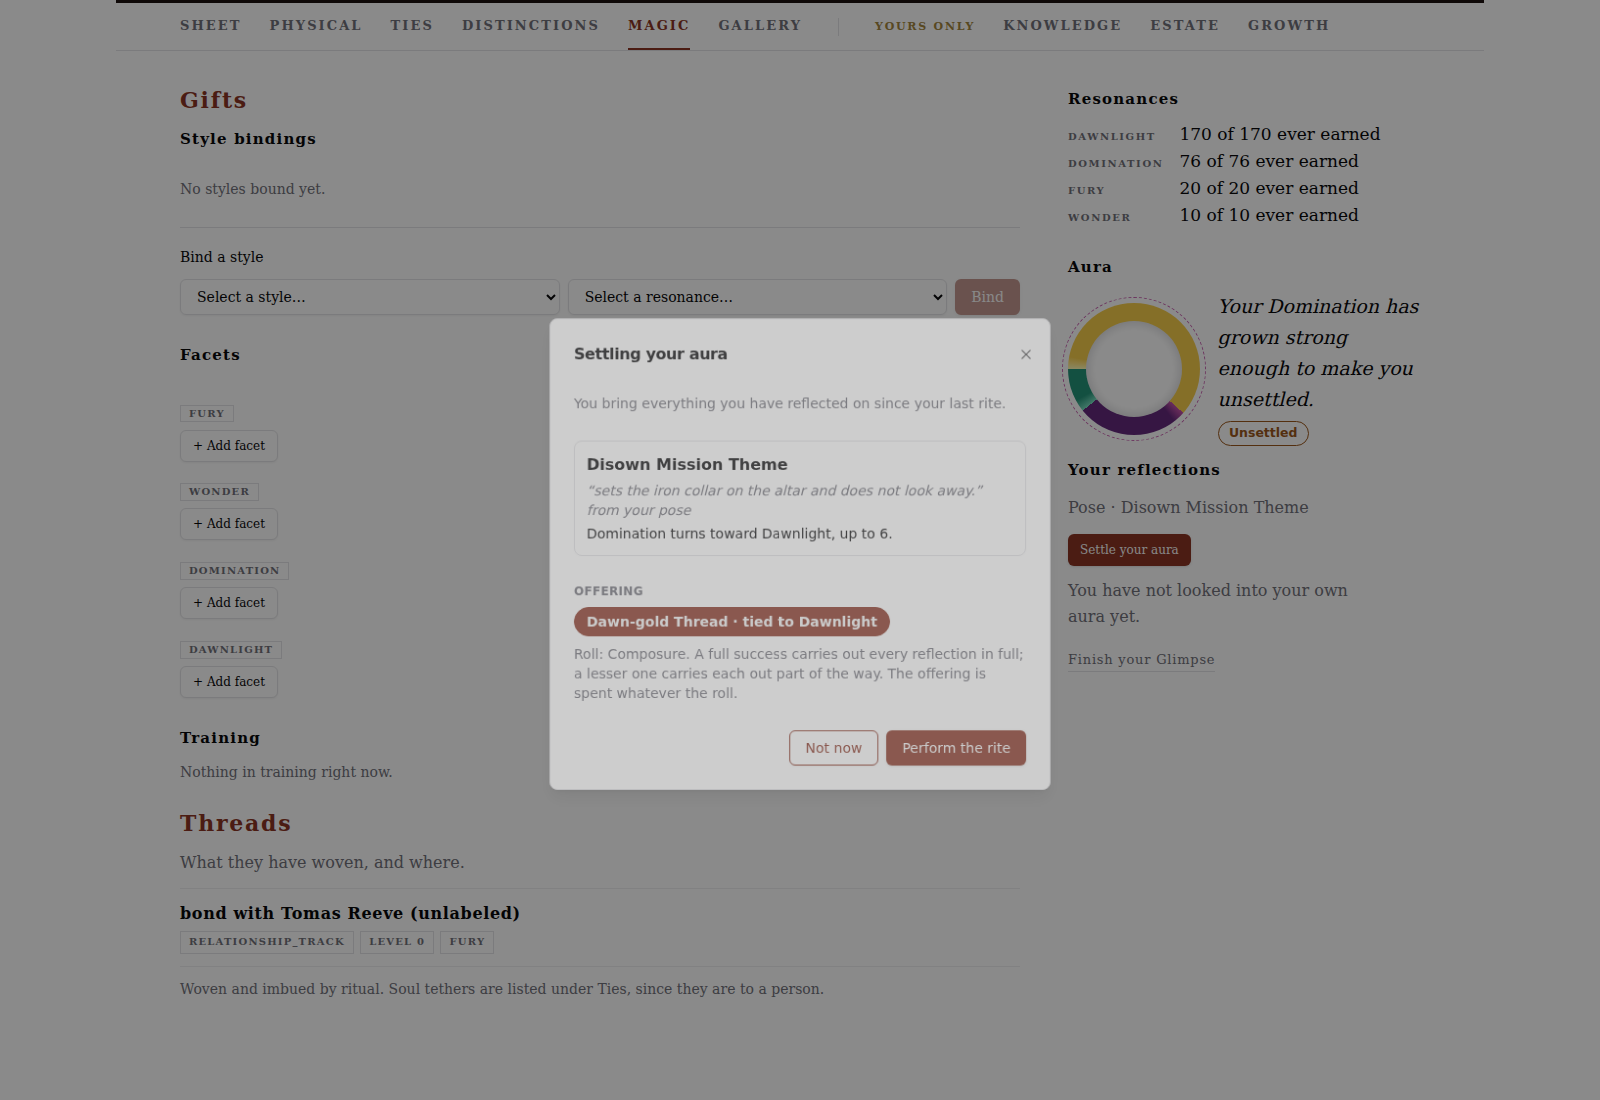 SHEET PHYSICAL TIES DISTINCTIONS MAGIC GALLERY YOURS ONLY KNOWLEDGE ESTATE GROWTH
Gifts
Style bindings
No styles bound yet.
Bind a style
Select a style... Select a resonance... Bind
Facets
FURY
+ Add facet
WONDER
+ Add facet
DOMINATION
+ Add facet
DAWNLIGHT
+ Add facet
Training
Nothing in training right now.
Threads
What they have woven, and where.
bond with Tomas Reeve (unlabeled)
RELATIONSHIP_TRACK LEVEL 0 FURY
Woven and imbued by ritual. Soul tethers are listed under Ties, since they are to a person.
Settling your aura ×
You bring everything you have reflected on since your last rite.
Disown Mission Theme
“sets the iron collar on the altar and does not look away.”
from your pose
Domination turns toward Dawnlight, up to 6.
OFFERING
Dawn-gold Thread · tied to Dawnlight
Roll: Composure. A full success carries out every reflection in full;
a lesser one carries each out part of the way. The offering is
spent whatever the roll.
Not now Perform the rite
Resonances
DAWNLIGHT 170 of 170 ever earned
DOMINATION 76 of 76 ever earned
FURY 20 of 20 ever earned
WONDER 10 of 10 ever earned
Aura
Your Domination has
grown strong
enough to make you
unsettled.
Unsettled
Your reflections
Pose · Disown Mission Theme
Settle your aura
You have not looked into your own
aura yet.
Finish your Glimpse